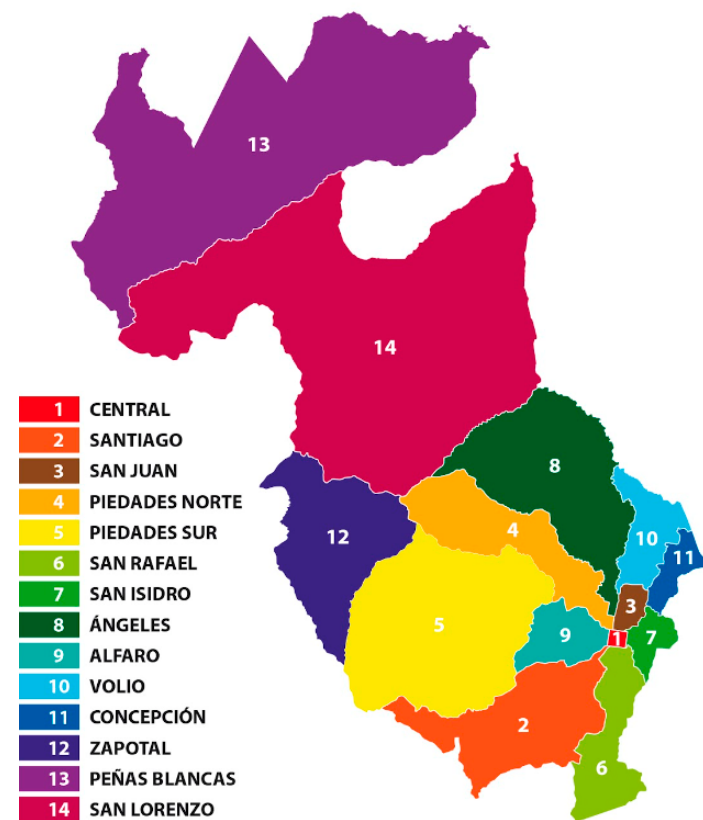 13
14
8
12
4
10
11
3
9
5
1
7
2
6
1 CENTRAL
2 SANTIAGO
3 SAN JUAN
4 PIEDADES NORTE
5 PIEDADES SUR
6 SAN RAFAEL
7 SAN ISIDRO
8 ÁNGELES
9 ALFARO
10 VOLIO
11 CONCEPCIÓN
12 ZAPOTAL
13 PEÑAS BLANCAS
14 SAN LORENZO